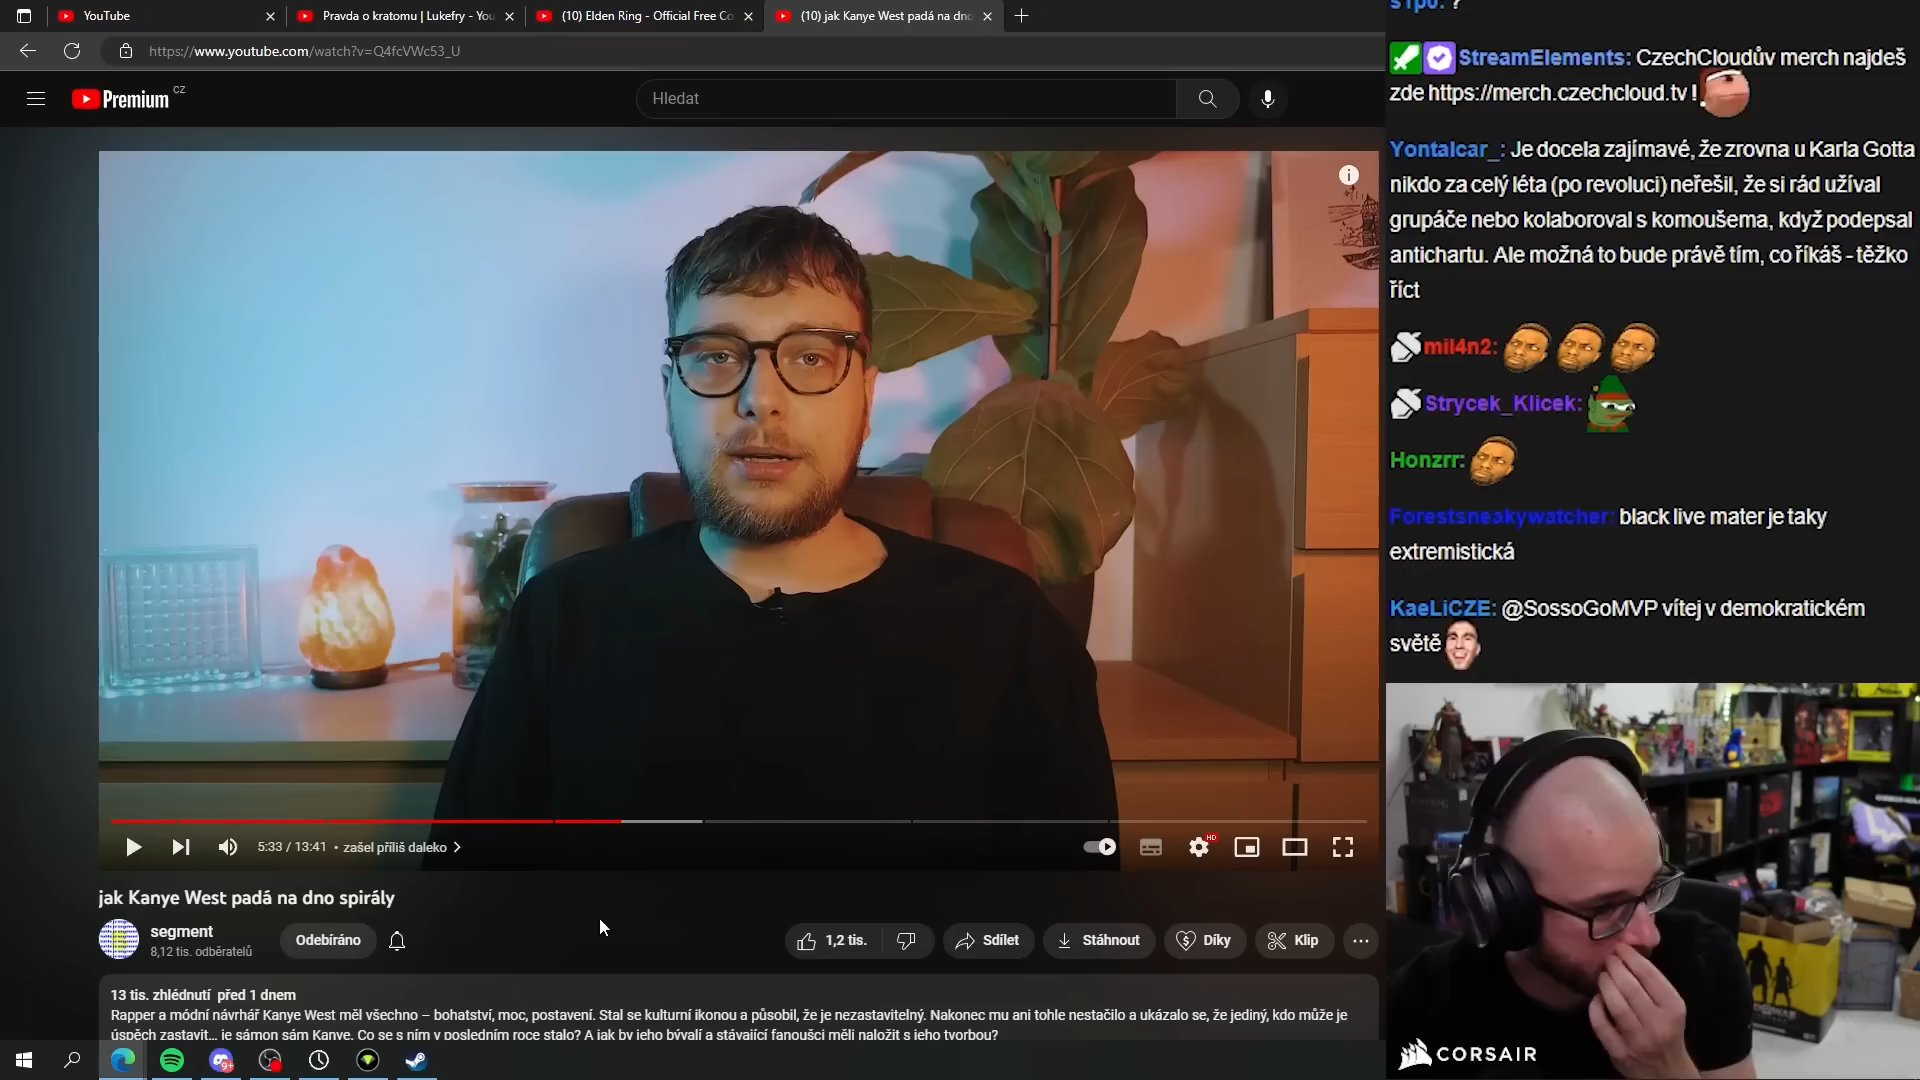 YouTube
Pravda o kratomu | Lukefry - You
(10) Elden Ring - Official Free Co
(10) jak Kanye West padá na dno
https://www.youtube.com/watch?v=Q4fcVWc53_U
Premium CZ
Hledat
5:33 / 13:41 • zašel příliš daleko
HD
jak Kanye West padá na dno spirály
segment
8,12 tis. odběratelů
Odebíráno
1,2 tis.
Sdílet
Stáhnout
Díky
Klip
13 tis. zhlédnutí před 1 dnem
Rapper a módní návrhář Kanye West měl všechno – bohatství, moc, postavení. Stal se kulturní ikonou a působil, že je nezastavitelný. Nakonec mu ani tohle nestačilo a ukázalo se, že jediný, kdo může je
úspěch zastavit… je sámon sám Kanye. Co se s ním v posledním roce stalo? A jak by jeho bývalí a stávající fanoušci měli naložit s jeho tvorbou?
9+
s1p0: ?
StreamElements: CzechCloudův merch najdeš
zde https://merch.czechcloud.tv !
Yontalcar_: Je docela zajímavé, že zrovna u Karla Gotta
nikdo za celý léta (po revoluci) neřešil, že si rád užíval
grupáče nebo kolaboroval s komoušema, když podepsal
antichartu. Ale možná to bude právě tím, co říkáš - těžko
říct
mil4n2:
Strycek_Klicek:
Honzrr:
Forestsneakywatcher: black live mater je taky
extremistická
KaeLiCZE: @SossoGoMVP vítej v demokratickém
světě
CORSAIR